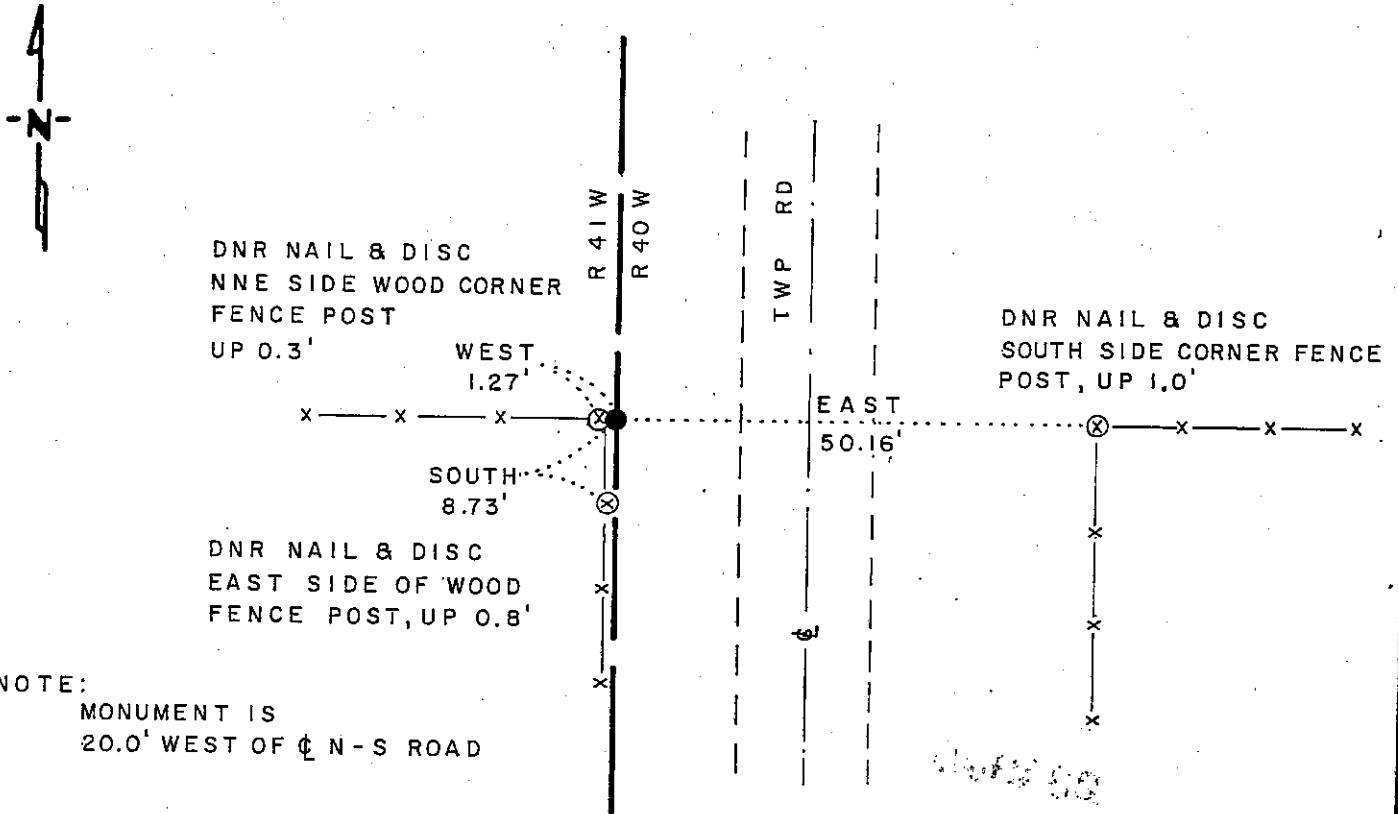 -N-
R 41 W
R 40 W
TWP RD
DNR NAIL & DISC
NNE SIDE WOOD CORNER
FENCE POST
UP 0.3'
WEST
1.27'
DNR NAIL & DISC
SOUTH SIDE CORNER FENCE
POST, UP 1.0'
EAST
50.16'
SOUTH
8.73'
DNR NAIL & DISC
EAST SIDE OF WOOD
FENCE POST, UP 0.8'
℄
NOTE:
MONUMENT IS
20.0' WEST OF ℄ N-S ROAD